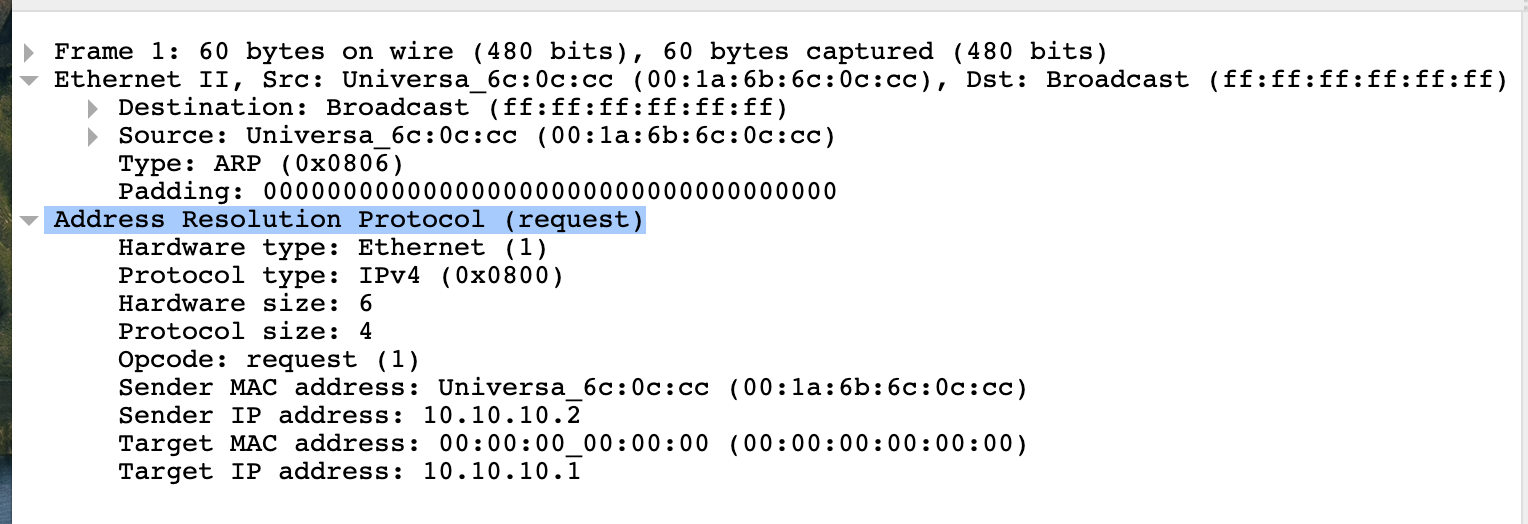 Frame 1: 60 bytes on wire (480 bits), 60 bytes captured (480 bits)
Ethernet II, Src: Universa_6c:0c:cc (00:1a:6b:6c:0c:cc), Dst: Broadcast (ff:ff:ff:ff:ff:ff)
Destination: Broadcast (ff:ff:ff:ff:ff:ff)
Source: Universa_6c:0c:cc (00:1a:6b:6c:0c:cc)
Type: ARP (0x0806)
Padding: 000000000000000000000000000000000000
Address Resolution Protocol (request)
Hardware type: Ethernet (1)
Protocol type: IPv4 (0x0800)
Hardware size: 6
Protocol size: 4
Opcode: request (1)
Sender MAC address: Universa_6c:0c:cc (00:1a:6b:6c:0c:cc)
Sender IP address: 10.10.10.2
Target MAC address: 00:00:00_00:00:00 (00:00:00:00:00:00)
Target IP address: 10.10.10.1